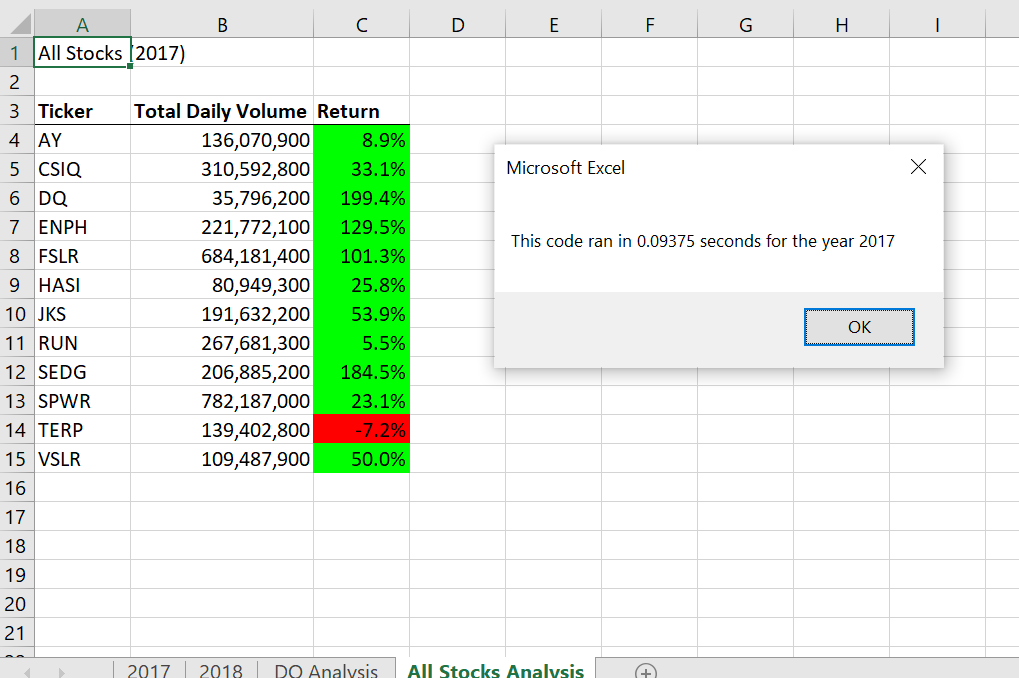 A B C D E F G H I
1 All Stocks (2017)
2
3 Ticker Total Daily Volume Return
4 AY 136,070,900 8.9%
5 CSIQ 310,592,800 33.1%
6 DQ 35,796,200 199.4%
7 ENPH 221,772,100 129.5%
8 FSLR 684,181,400 101.3%
9 HASI 80,949,300 25.8%
10 JKS 191,632,200 53.9%
11 RUN 267,681,300 5.5%
12 SEDG 206,885,200 184.5%
13 SPWR 782,187,000 23.1%
14 TERP 139,402,800 -7.2%
15 VSLR 109,487,900 50.0%
16
17
18
19
20
21
Microsoft Excel
This code ran in 0.09375 seconds for the year 2017
OK
2017 2018 DQ Analysis All Stocks Analysis